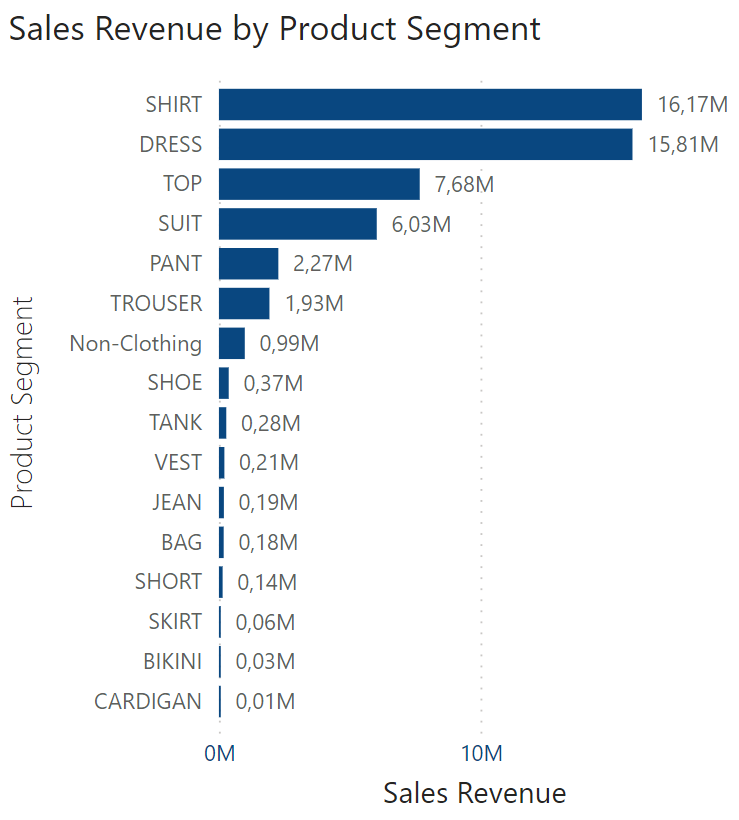 Sales Revenue by Product Segment
Product Segment
SHIRT 16,17M
DRESS 15,81M
TOP 7,68M
SUIT 6,03M
PANT 2,27M
TROUSER 1,93M
Non-Clothing 0,99M
SHOE 0,37M
TANK 0,28M
VEST 0,21M
JEAN 0,19M
BAG 0,18M
SHORT 0,14M
SKIRT 0,06M
BIKINI 0,03M
CARDIGAN 0,01M
0M 10M
Sales Revenue